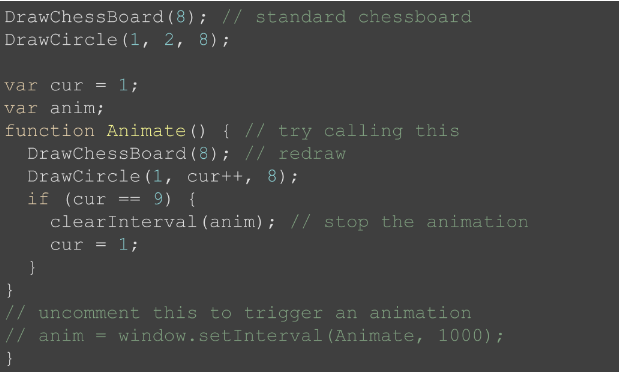 DrawChessBoard(8); // standard chessboard
DrawCircle(1, 2, 8);

var cur = 1;
var anim;
function Animate() { // try calling this
  DrawChessBoard(8); // redraw
  DrawCircle(1, cur++, 8);
  if (cur == 9) {
    clearInterval(anim); // stop the animation
    cur = 1;
  }
}
// uncomment this to trigger an animation
// anim = window.setInterval(Animate, 1000);
}